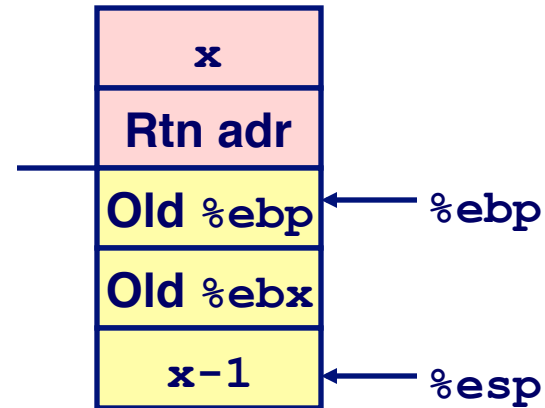 x
Rtn adr
Old %ebp %ebp
Old %ebx
x-1 %esp